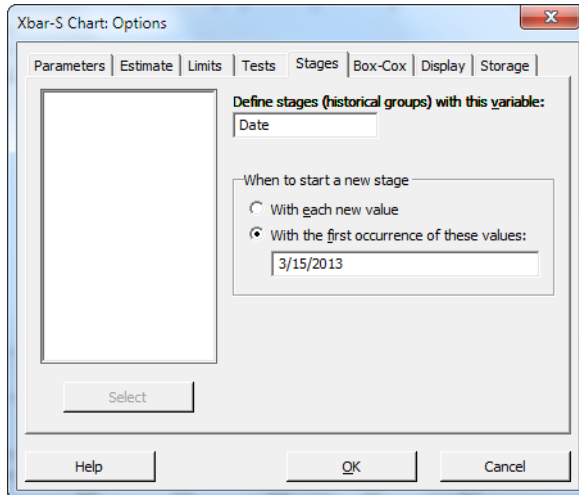 Xbar-S Chart: Options
x
Parameters Estimate Limits Tests Stages Box-Cox Display Storage
Define stages (historical groups) with this variable:
Date
When to start a new stage
With each new value
With the first occurrence of these values:
3/15/2013
Select
Help OK Cancel